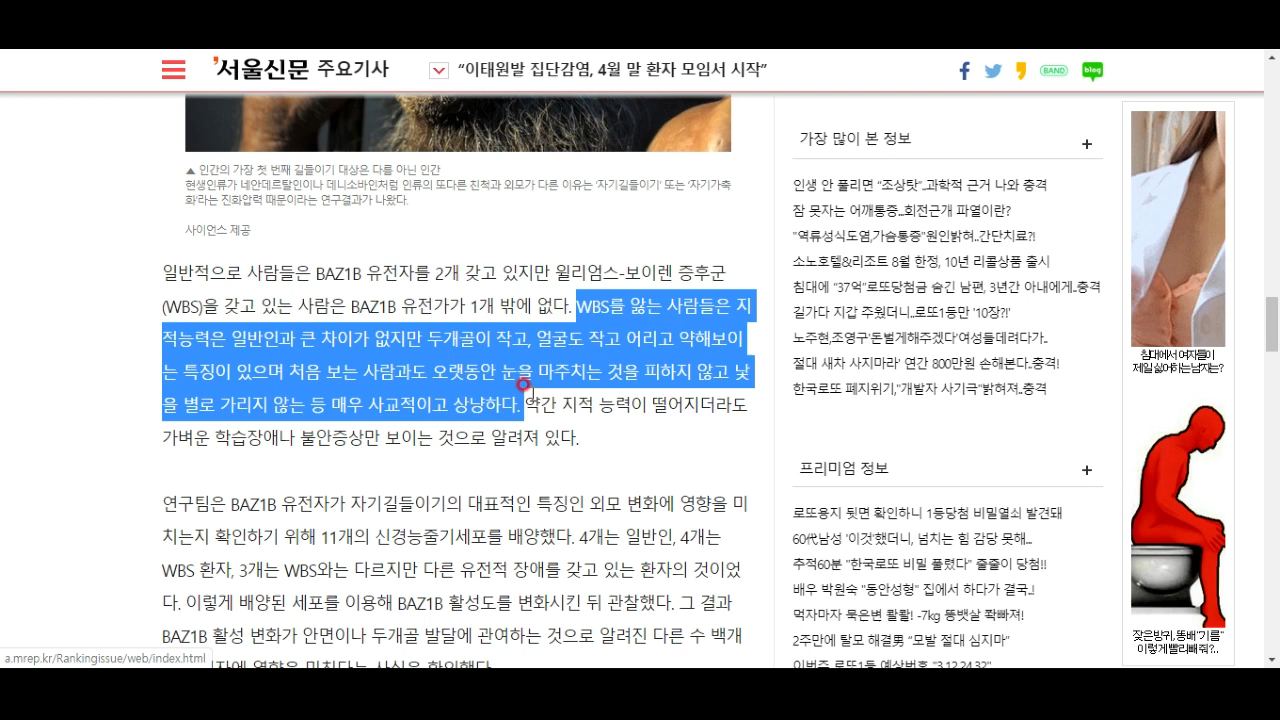 서울신문 주요기사
"이태원발 집단감염, 4월 말 환자 모임서 시작"
BAND
blog
▲ 인간의 가장 첫 번째 길들이기 대상은 다름 아닌 인간
현생인류가 네안데르탈인이나 데니소바인처럼 인류의 또다른 친척과 외모가 다른 이유는 '자기길들이기' 또는 '자기가축
화'라는 진화압력 때문이라는 연구결과가 나왔다.
사이언스 제공
일반적으로 사람들은 BAZ1B 유전자를 2개 갖고 있지만 윌리엄스-보이렌 증후군
(WBS)을 갖고 있는 사람은 BAZ1B 유전가가 1개 밖에 없다. WBS를 앓는 사람들은 지
적능력은 일반인과 큰 차이가 없지만 두개골이 작고, 얼굴도 작고 어리고 약해보이
는 특징이 있으며 처음 보는 사람과도 오랫동안 눈을 마주치는 것을 피하지 않고 낯
을 별로 가리지 않는 등 매우 사교적이고 상냥하다. 약간 지적 능력이 떨어지더라도
가벼운 학습장애나 불안증상만 보이는 것으로 알려져 있다.
연구팀은 BAZ1B 유전자가 자기길들이기의 대표적인 특징인 외모 변화에 영향을 미
치는지 확인하기 위해 11개의 신경능줄기세포를 배양했다. 4개는 일반인, 4개는
WBS 환자, 3개는 WBS와는 다르지만 다른 유전적 장애를 갖고 있는 환자의 것이었
다. 이렇게 배양된 세포를 이용해 BAZ1B 활성도를 변화시킨 뒤 관찰했다. 그 결과
BAZ1B 활성 변화가 안면이나 두개골 발달에 관여하는 것으로 알려진 다른 수 백개
a.mrep.kr/Rankingissue/web/index.html
가장 많이 본 정보 +
인생 안 풀리면 "조상탓"..과학적 근거 나와 충격
잠 못자는 어깨통증...회전근개 파열이란?
"역류성식도염,가슴통증"원인밝혀..간단치료?!
소노호텔&리조트 8월 한정, 10년 리콜상품 출시
침대에 "37억"로또당첨금 숨긴 남편, 3년간 아내에게..충격
길가다 지갑 주웠더니..로또1등만 '10장?!'
노주현,조영구'돈벌게해주겠다'여성들데려다가..
절대 새차 사지마라' 연간 800만원 손해본다..충격!
한국로또 폐지위기,"개발자 사기극"밝혀져..충격
프리미엄 정보 +
로또용지 뒷면 확인하니 1등당첨 비밀열쇠 발견돼
60代남성 '이것'했더니, 넘치는 힘 감당 못해...
추적60분 "한국로또 비밀 풀렸다" 줄줄이 당첨!!
배우 박원숙 "동안성형" 집에서 하다가 결국..!
먹자마자 묵은변 콸콸! -7kg 똥뱃살 쫙빠져!
2주만에 탈모 해결男 "모발 절대 심지마"
이번주 로또1등 예상번호 "3,12,24,32"
침대에서 여자들이
제일 싫어하는남자는?
잦은방귀,똥배"기름"
이렇게빨리빼줘?..